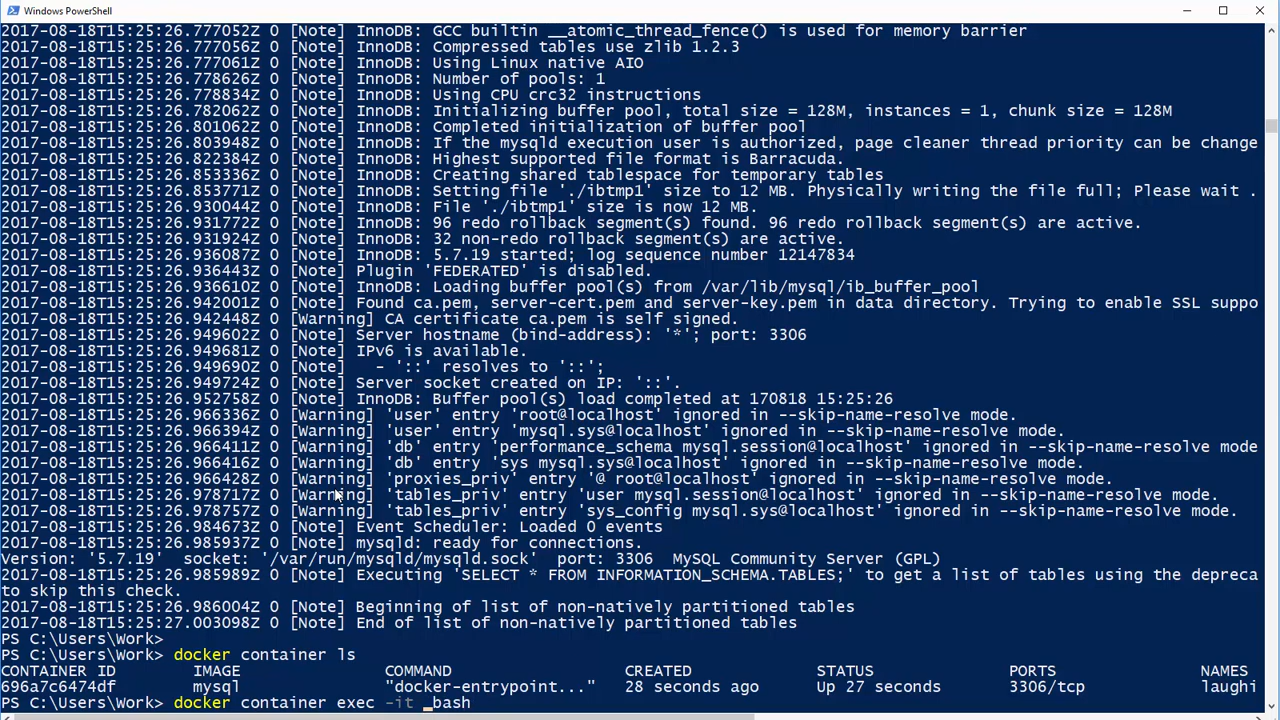 Windows PowerShell
2017-08-18T15:25:26.777052Z 0 [Note] InnoDB: GCC builtin __atomic_thread_fence() is used for memory barrier
2017-08-18T15:25:26.777056Z 0 [Note] InnoDB: Compressed tables use zlib 1.2.3
2017-08-18T15:25:26.777061Z 0 [Note] InnoDB: Using Linux native AIO
2017-08-18T15:25:26.778626Z 0 [Note] InnoDB: Number of pools: 1
2017-08-18T15:25:26.778834Z 0 [Note] InnoDB: Using CPU crc32 instructions
2017-08-18T15:25:26.782062Z 0 [Note] InnoDB: Initializing buffer pool, total size = 128M, instances = 1, chunk size = 128M
2017-08-18T15:25:26.801062Z 0 [Note] InnoDB: Completed initialization of buffer pool
2017-08-18T15:25:26.803948Z 0 [Note] InnoDB: If the mysqld execution user is authorized, page cleaner thread priority can be change
2017-08-18T15:25:26.822384Z 0 [Note] InnoDB: Highest supported file format is Barracuda.
2017-08-18T15:25:26.853336Z 0 [Note] InnoDB: Creating shared tablespace for temporary tables
2017-08-18T15:25:26.853771Z 0 [Note] InnoDB: Setting file './ibtmp1' size to 12 MB. Physically writing the file full; Please wait .
2017-08-18T15:25:26.930044Z 0 [Note] InnoDB: File './ibtmp1' size is now 12 MB.
2017-08-18T15:25:26.931772Z 0 [Note] InnoDB: 96 redo rollback segment(s) found. 96 redo rollback segment(s) are active.
2017-08-18T15:25:26.931924Z 0 [Note] InnoDB: 32 non-redo rollback segment(s) are active.
2017-08-18T15:25:26.936087Z 0 [Note] InnoDB: 5.7.19 started; log sequence number 12147834
2017-08-18T15:25:26.936443Z 0 [Note] Plugin 'FEDERATED' is disabled.
2017-08-18T15:25:26.936610Z 0 [Note] InnoDB: Loading buffer pool(s) from /var/lib/mysql/ib_buffer_pool
2017-08-18T15:25:26.942001Z 0 [Note] Found ca.pem, server-cert.pem and server-key.pem in data directory. Trying to enable SSL suppo
2017-08-18T15:25:26.942448Z 0 [Warning] CA certificate ca.pem is self signed.
2017-08-18T15:25:26.949602Z 0 [Note] Server hostname (bind-address): '*'; port: 3306
2017-08-18T15:25:26.949681Z 0 [Note] IPv6 is available.
2017-08-18T15:25:26.949690Z 0 [Note]   - '::' resolves to '::';
2017-08-18T15:25:26.949724Z 0 [Note] Server socket created on IP: '::'.
2017-08-18T15:25:26.952758Z 0 [Note] InnoDB: Buffer pool(s) load completed at 170818 15:25:26
2017-08-18T15:25:26.966336Z 0 [Warning] 'user' entry 'root@localhost' ignored in --skip-name-resolve mode.
2017-08-18T15:25:26.966394Z 0 [Warning] 'user' entry 'mysql.sys@localhost' ignored in --skip-name-resolve mode.
2017-08-18T15:25:26.966411Z 0 [Warning] 'db' entry 'performance_schema mysql.session@localhost' ignored in --skip-name-resolve mode
2017-08-18T15:25:26.966416Z 0 [Warning] 'db' entry 'sys mysql.sys@localhost' ignored in --skip-name-resolve mode.
2017-08-18T15:25:26.966428Z 0 [Warning] 'proxies_priv' entry '@ root@localhost' ignored in --skip-name-resolve mode.
2017-08-18T15:25:26.978717Z 0 [Warning] 'tables_priv' entry 'user mysql.session@localhost' ignored in --skip-name-resolve mode.
2017-08-18T15:25:26.978757Z 0 [Warning] 'tables_priv' entry 'sys_config mysql.sys@localhost' ignored in --skip-name-resolve mode.
2017-08-18T15:25:26.984673Z 0 [Note] Event Scheduler: Loaded 0 events
2017-08-18T15:25:26.985937Z 0 [Note] mysqld: ready for connections.
Version: '5.7.19'  socket: '/var/run/mysqld/mysqld.sock'  port: 3306  MySQL Community Server (GPL)
2017-08-18T15:25:26.985989Z 0 [Note] Executing 'SELECT * FROM INFORMATION_SCHEMA.TABLES;' to get a list of tables using the depreca
to skip this check.
2017-08-18T15:25:26.986004Z 0 [Note] Beginning of list of non-natively partitioned tables
2017-08-18T15:25:27.003098Z 0 [Note] End of list of non-natively partitioned tables
PS C:\Users\Work>
PS C:\Users\Work> docker container ls
CONTAINER ID        IMAGE               COMMAND                  CREATED             STATUS              PORTS               NAMES
696a7c6474df        mysql               "docker-entrypoint..."   28 seconds ago      Up 27 seconds       3306/tcp            laughi
PS C:\Users\Work> docker container exec -it _bash